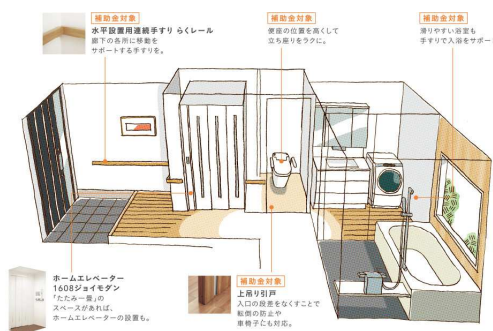 補助金対象
水平設置用連続手すり らくレール
廊下の各所に移動を
サポートする手すりを。
補助金対象
便座の位置を高くして
立ち座りをラクに。
補助金対象
滑りやすい浴室も
手すりで入浴をサポー
ホームエレベーター
1608ジョイモダン
「たたみ一畳」の
スペースがあれば、
ホームエレベーターの設置も。
補助金対象
上吊り引戸
入口の段差をなくすことで
転倒の防止や
車椅子にも対応。